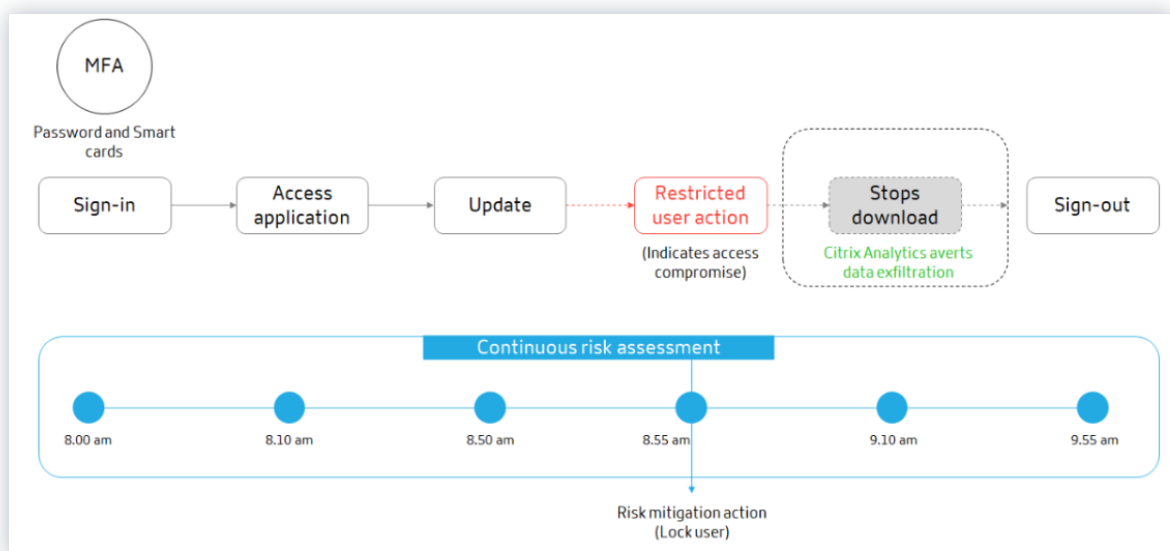 MFA
Password and Smart
cards
Sign-in
Access
application
Update
Restricted
user action
(Indicates access
compromise)
Stops
download
Citrix Analytics averts
data exfiltration
Sign-out
Continuous risk assessment
8.00 am
8.10 am
8.50 am
8.55 am
9.10 am
9.55 am
Risk mitigation action
(Lock user)